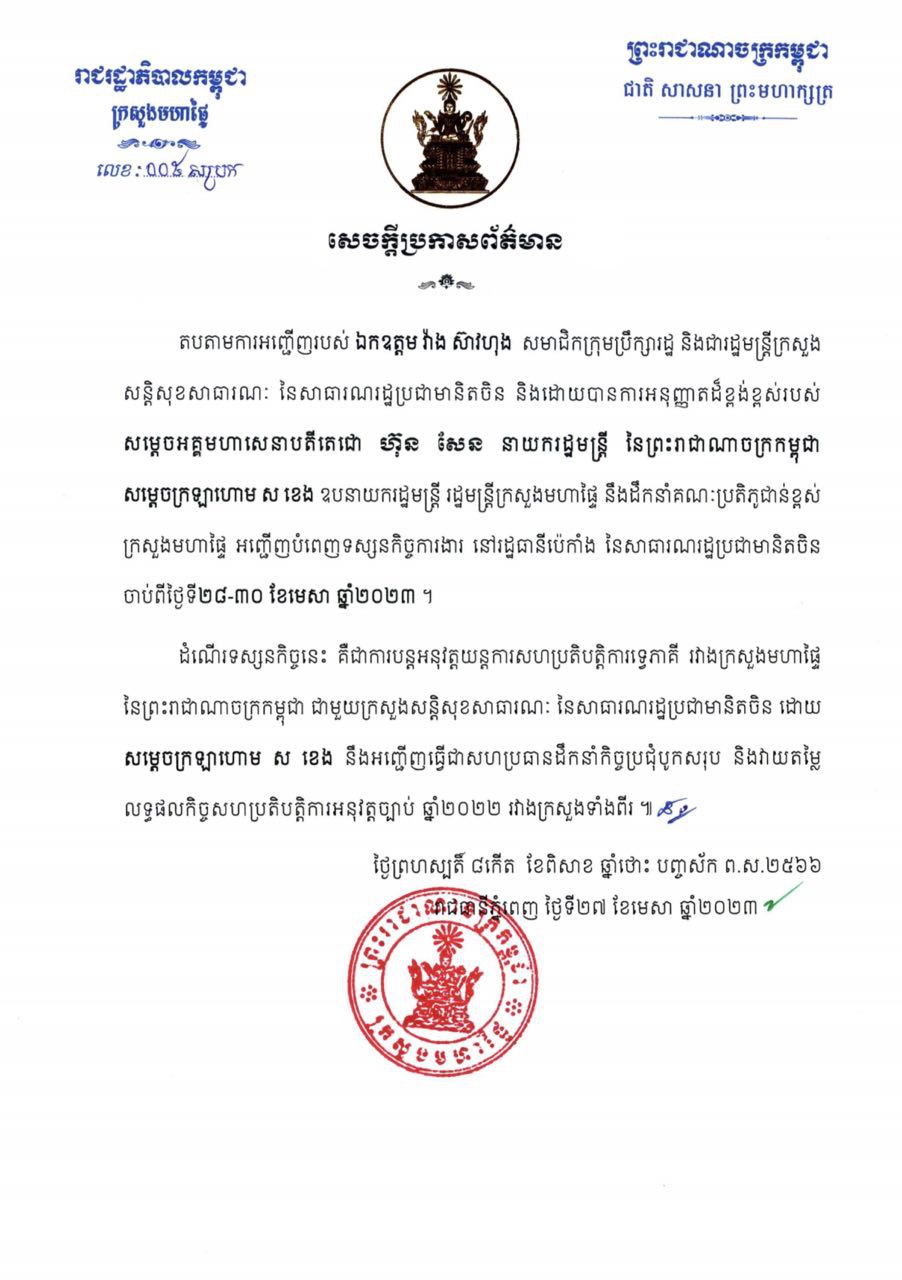 ព្រះរាជាណាចក្រកម្ពុជា
ជាតិ សាសនា ព្រះមហាក្សត្រ
រាជរដ្ឋាភិបាលកម្ពុជា
ក្រសួងមហាផ្ទៃ
លេខ: ០០៥ សប្រក
សេចក្តីប្រកាសព័ត៌មាន
តបតាមការអញ្ជើញរបស់ ឯកឧត្តម វ៉ាង ស៊ាវហុង សមាជិកក្រុមប្រឹក្សារដ្ឋ និងជារដ្ឋមន្ត្រីក្រសួង
សន្តិសុខសាធារណៈ នៃសាធារណរដ្ឋប្រជាមានិតចិន និងដោយបានការអនុញ្ញាតដ៏ខ្ពង់ខ្ពស់របស់
សម្តេចអគ្គមហាសេនាបតីតេជោ ហ៊ុន សែន នាយករដ្ឋមន្ត្រី នៃព្រះរាជាណាចក្រកម្ពុជា
សម្តេចក្រឡាហោម ស ខេង ឧបនាយករដ្ឋមន្ត្រី រដ្ឋមន្ត្រីក្រសួងមហាផ្ទៃ នឹងដឹកនាំគណៈប្រតិភូជាន់ខ្ពស់
ក្រសួងមហាផ្ទៃ អញ្ជើញបំពេញទស្សនកិច្ចការងារ នៅរដ្ឋធានីប៉េកាំង នៃសាធារណរដ្ឋប្រជាមានិតចិន
ចាប់ពីថ្ងៃទី២៨-៣០ ខែមេសា ឆ្នាំ២០២៣ ។
ដំណើរទស្សនកិច្ចនេះ គឺជាការបន្តអនុវត្តយន្តការសហប្រតិបត្តិការទ្វេភាគី រវាងក្រសួងមហាផ្ទៃ
នៃព្រះរាជាណាចក្រកម្ពុជា ជាមួយក្រសួងសន្តិសុខសាធារណៈ នៃសាធារណរដ្ឋប្រជាមានិតចិន ដោយ
សម្តេចក្រឡាហោម ស ខេង នឹងអញ្ជើញធ្វើជាសហប្រធានដឹកនាំកិច្ចប្រជុំបូកសរុប និងវាយតម្លៃ
លទ្ធផលកិច្ចសហប្រតិបត្តិការអនុវត្តច្បាប់ ឆ្នាំ២០២២ រវាងក្រសួងទាំងពីរ ៕
ថ្ងៃព្រហស្បតិ៍ ៨កើត ខែពិសាខ ឆ្នាំថោះ បញ្ចស័ក ព.ស.២៥៦៦
រាជធានីភ្នំពេញ ថ្ងៃទី២៧ ខែមេសា ឆ្នាំ២០២៣
ព្រះរាជាណាចក្រកម្ពុជា
ក្រសួងមហាផ្ទៃ